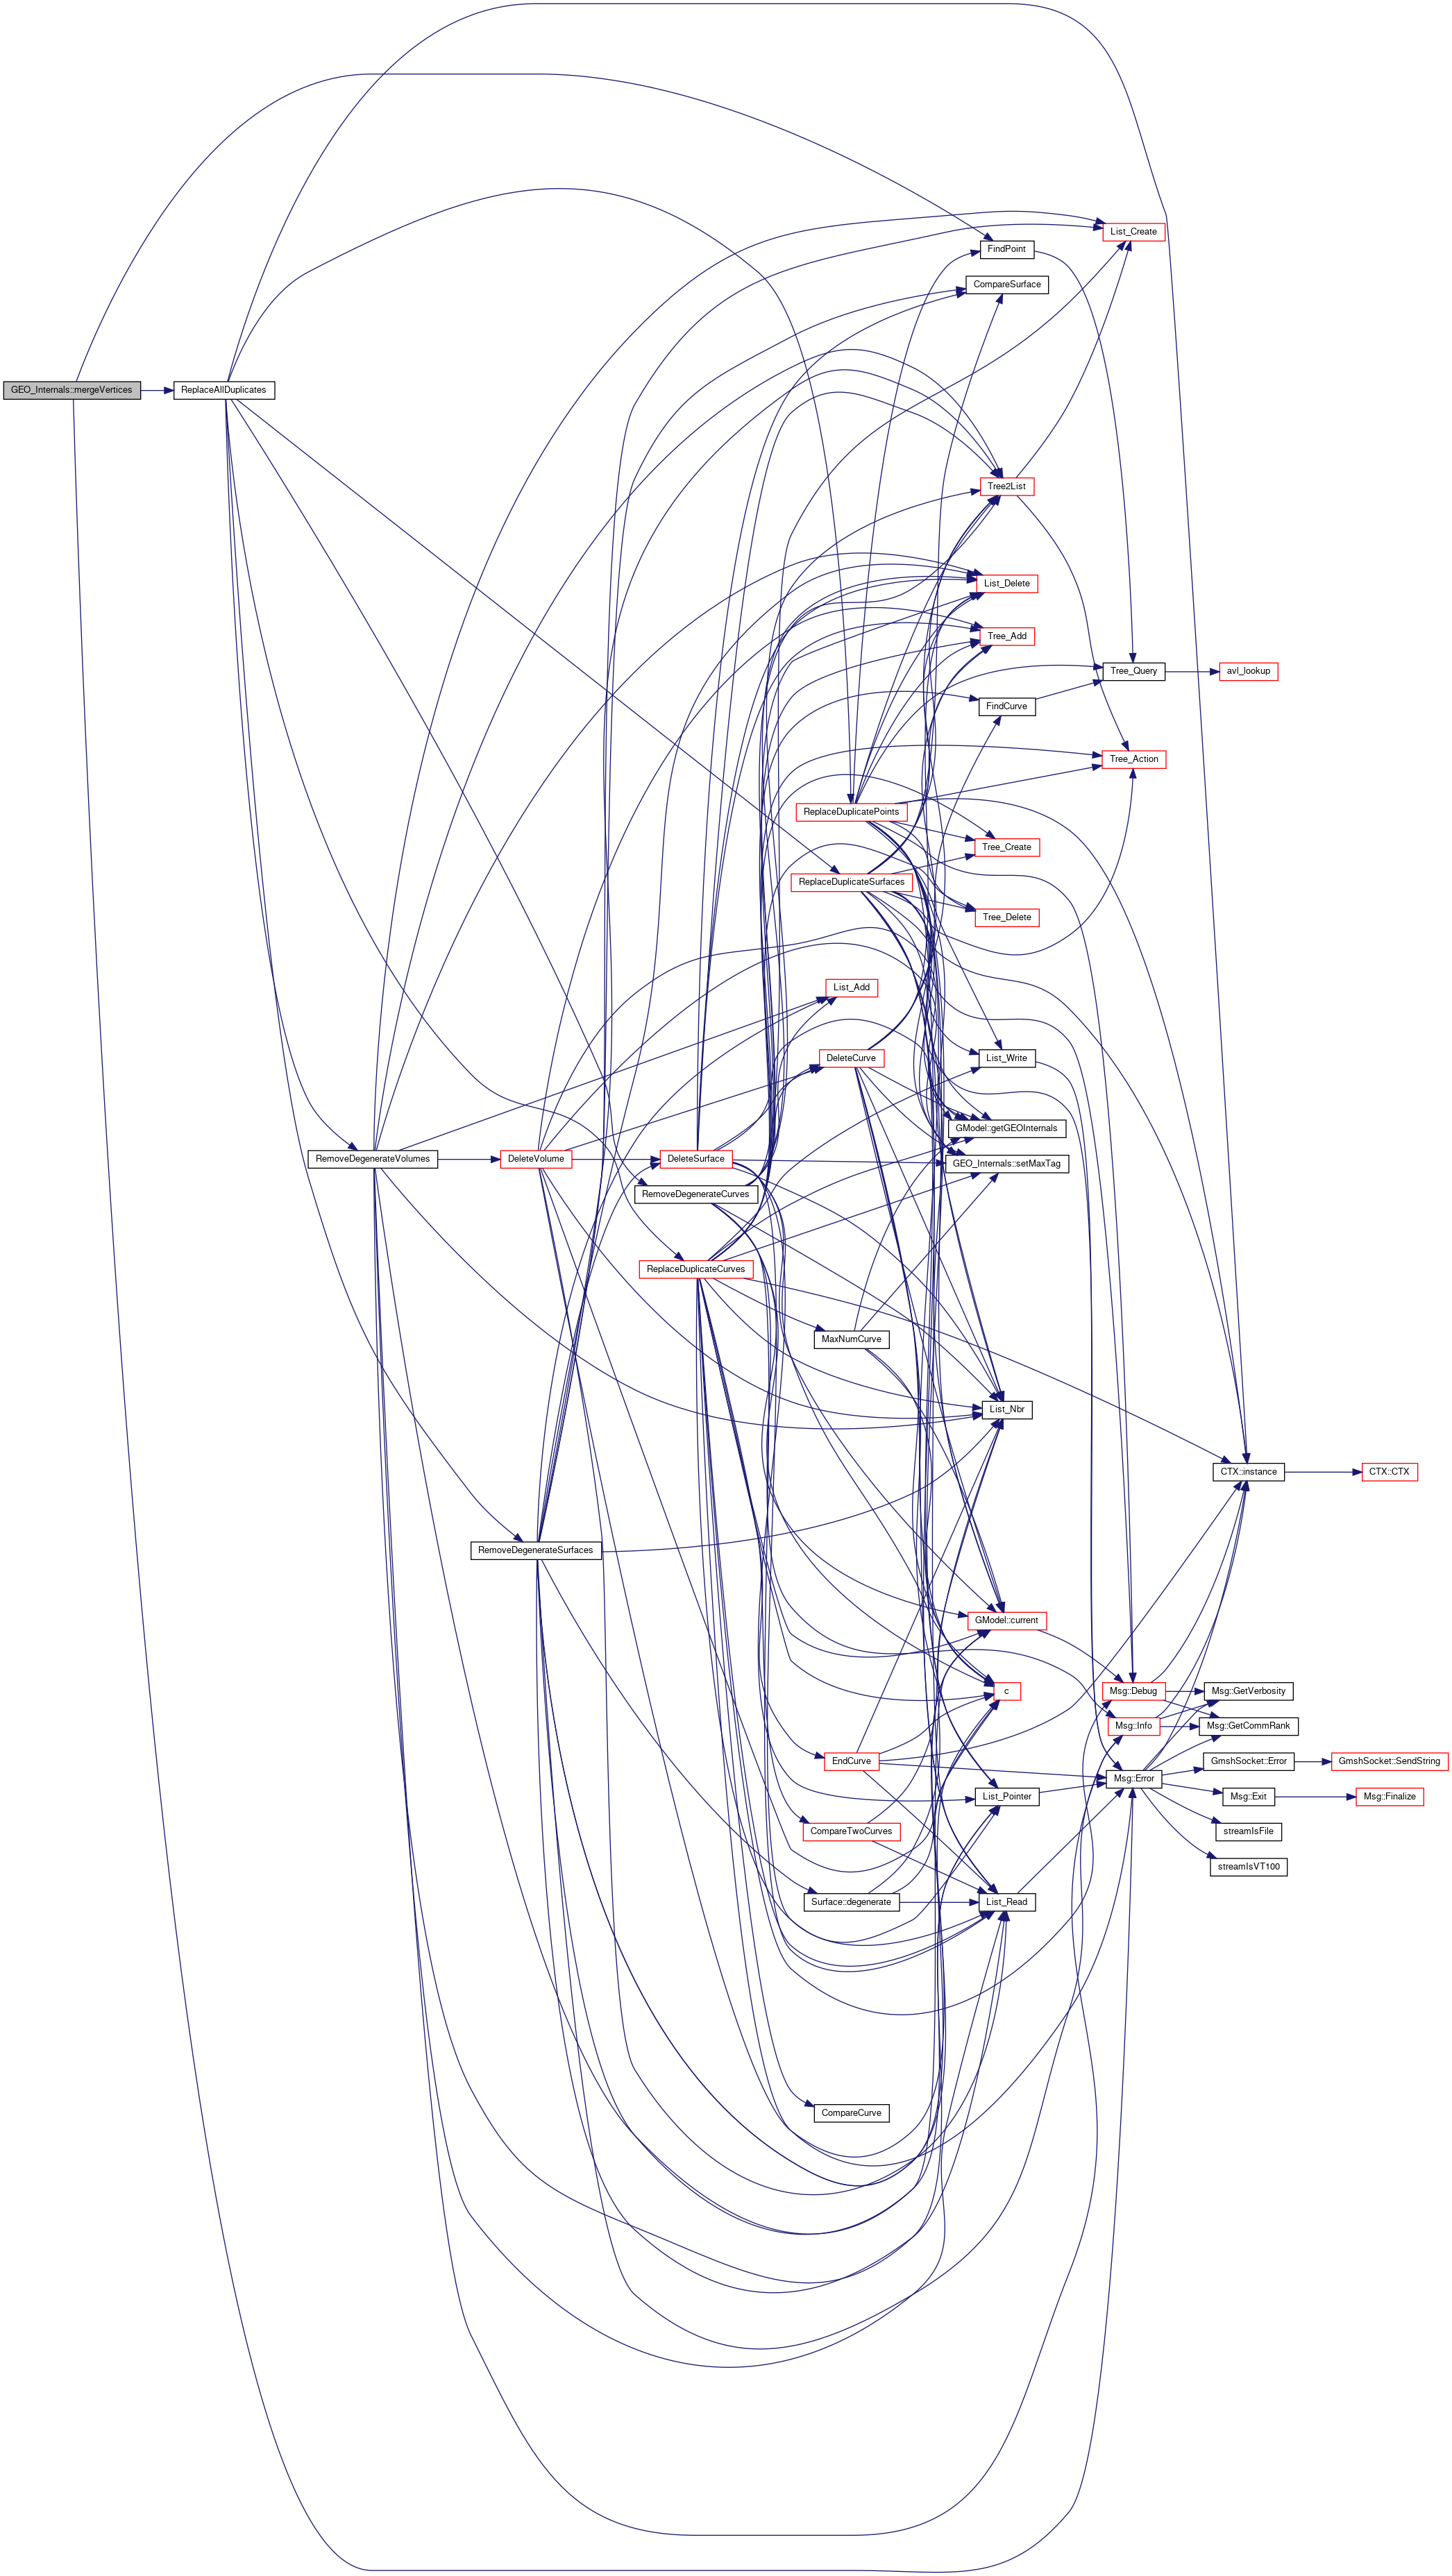 GEO_Internals::mergeVertices
ReplaceAllDuplicates
RemoveDegenerateVolumes
DeleteVolume
RemoveDegenerateSurfaces
DeleteSurface
RemoveDegenerateCurves
ReplaceDuplicateCurves
ReplaceDuplicatePoints
ReplaceDuplicateSurfaces
List_Add
DeleteCurve
MaxNumCurve
EndCurve
CompareTwoCurves
Surface::degenerate
CompareCurve
FindPoint
CompareSurface
Tree2List
List_Delete
Tree_Add
FindCurve
Tree_Create
Tree_Delete
List_Write
GModel::getGEOInternals
GEO_Internals::setMaxTag
List_Nbr
GModel::current
c
List_Pointer
List_Read
List_Create
Tree_Query
Tree_Action
Msg::Debug
Msg::Info
Msg::Error
avl_lookup
CTX::instance
CTX::CTX
Msg::GetVerbosity
Msg::GetCommRank
GmshSocket::Error
GmshSocket::SendString
Msg::Exit
Msg::Finalize
streamIsFile
streamIsVT100